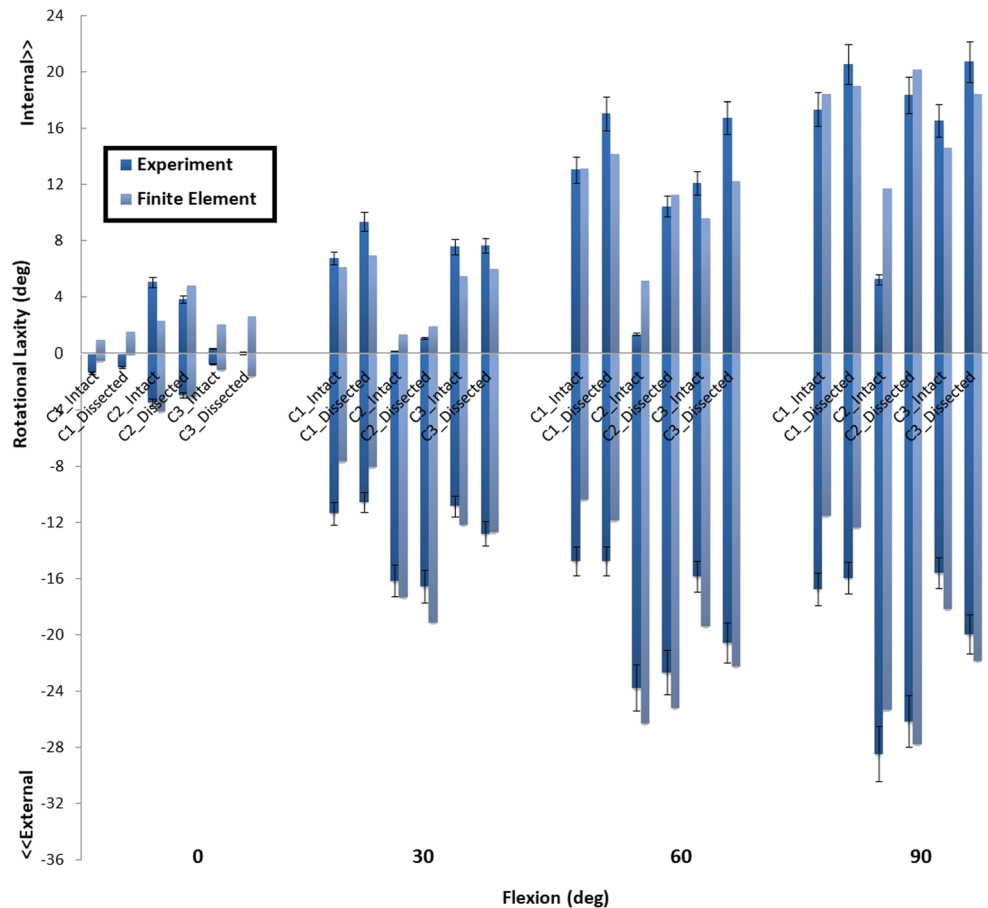 24
20
16
12
8
4
0
-4
-8
-12
-16
-20
-24
-28
-32
-36
Internal>>
Rotational Laxity (deg)
<<External
Experiment
Finite Element
C1_Intact
C1_Dissected
C2_Intact
C2_Dissected
C3_Intact
C3_Dissected
C1_Intact
C1_Dissected
C2_Intact
C2_Dissected
C3_Intact
C3_Dissected
C1_Intact
C1_Dissected
C2_Intact
C2_Dissected
C3_Intact
C3_Dissected
C1_Intact
C1_Dissected
C2_Intact
C2_Dissected
C3_Intact
C3_Dissected
0
30
60
90
Flexion (deg)